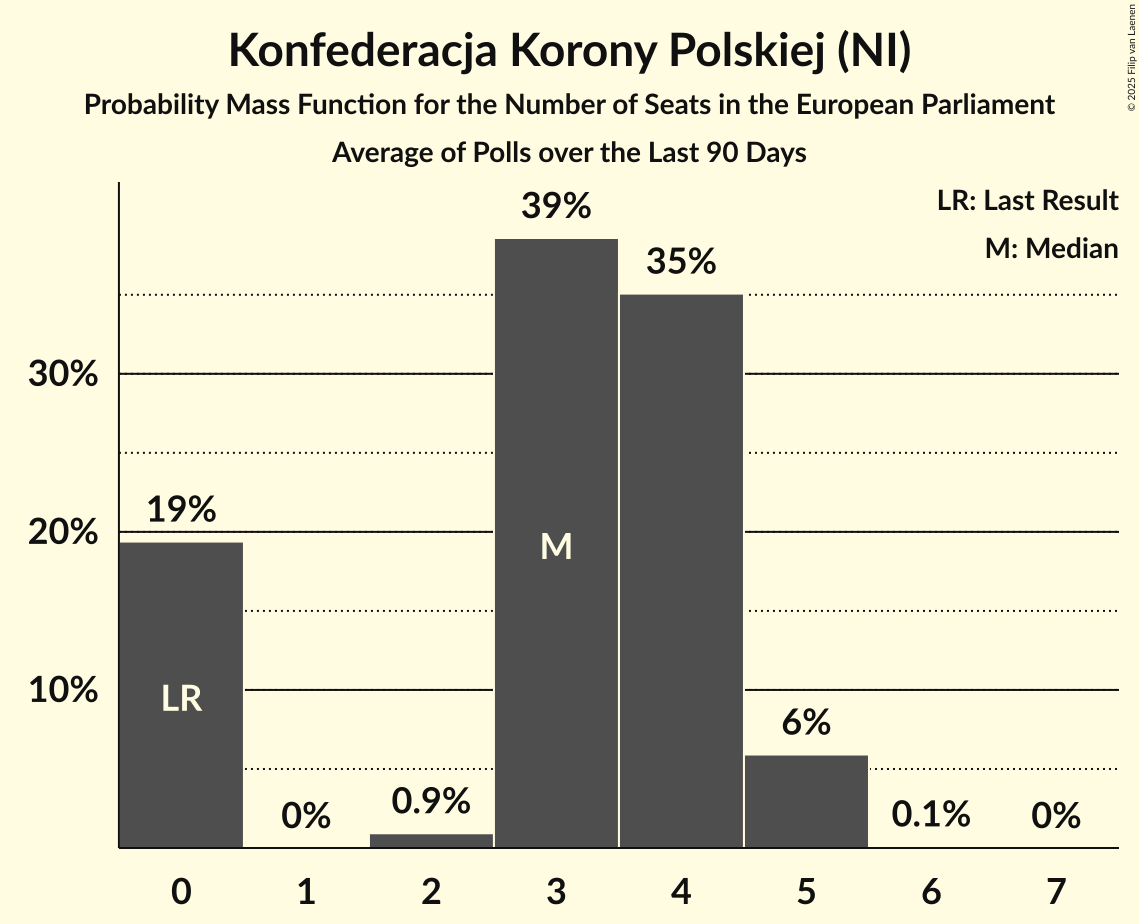 Konfederacja Korony Polskiej (NI)
Probability Mass Function for the Number of Seats in the European Parliament
Average of Polls over the Last 90 Days
© 2025 Filip van Laenen
LR: Last Result
M: Median
39%
35%
30%
19%
20%
M
LR
10%
6%
0.9%
0%
0.1%
0%
0 1 2 3 4 5 6 7